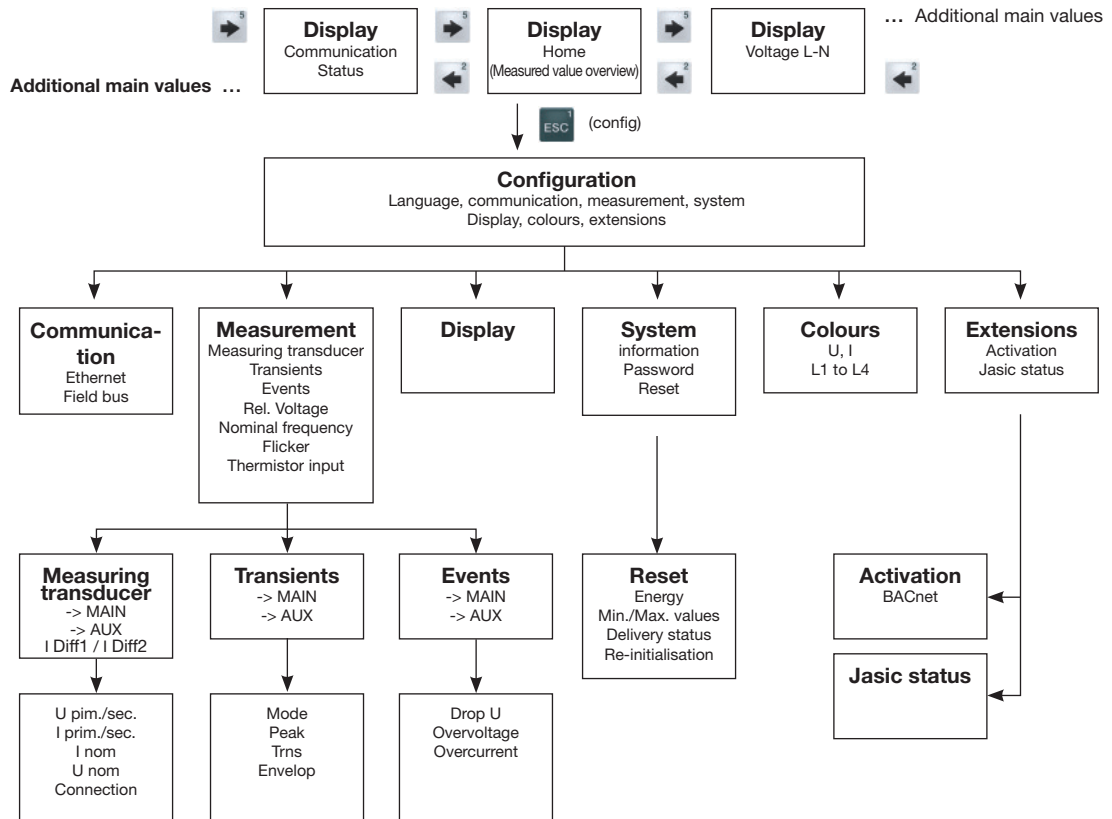 5
Display
Communication
Status
5
2
Display
Home
(Measured value overview)
5
2
Display
Voltage L-N
... Additional main values
2
Additional main values ...
ESC 1
(config)
Configuration
Language, communication, measurement, system
Display, colours, extensions
Communica-
tion
Ethernet
Field bus
Measurement
Measuring transducer
Transients
Events
Rel. Voltage
Nominal frequency
Flicker
Thermistor input
Display
System
information
Password
Reset
Colours
U, I
L1 to L4
Extensions
Activation
Jasic status
Measuring
transducer
-> MAIN
-> AUX
I Diff1 / I Diff2
Transients
-> MAIN
-> AUX
Events
-> MAIN
-> AUX
Reset
Energy
Min./Max. values
Delivery status
Re-initialisation
Activation
BACnet
Jasic status
U pim./sec.
I prim./sec.
I nom
U nom
Connection
Mode
Peak
Trns
Envelop
Drop U
Overvoltage
Overcurrent